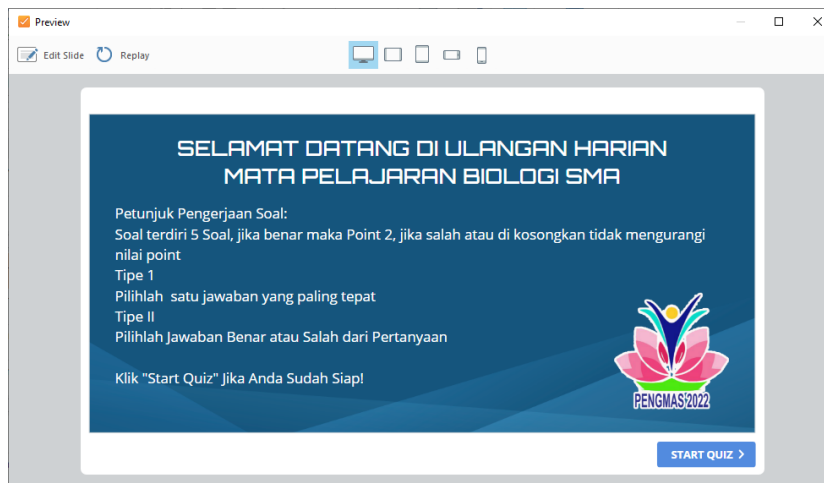 Preview
Edit Slide Replay
SELAMAT DATANG DI ULANGAN HARIAN
MATA PELAJARAN BIOLOGI SMA
Petunjuk Pengerjaan Soal:
Soal terdiri 5 Soal, jika benar maka Point 2, jika salah atau di kosongkan tidak mengurangi
nilai point
Tipe 1
Pilihlah  satu jawaban yang paling tepat
Tipe II
Pilihlah Jawaban Benar atau Salah dari Pertanyaan
Klik "Start Quiz" Jika Anda Sudah Siap!
PENGMAS 2022
START QUIZ